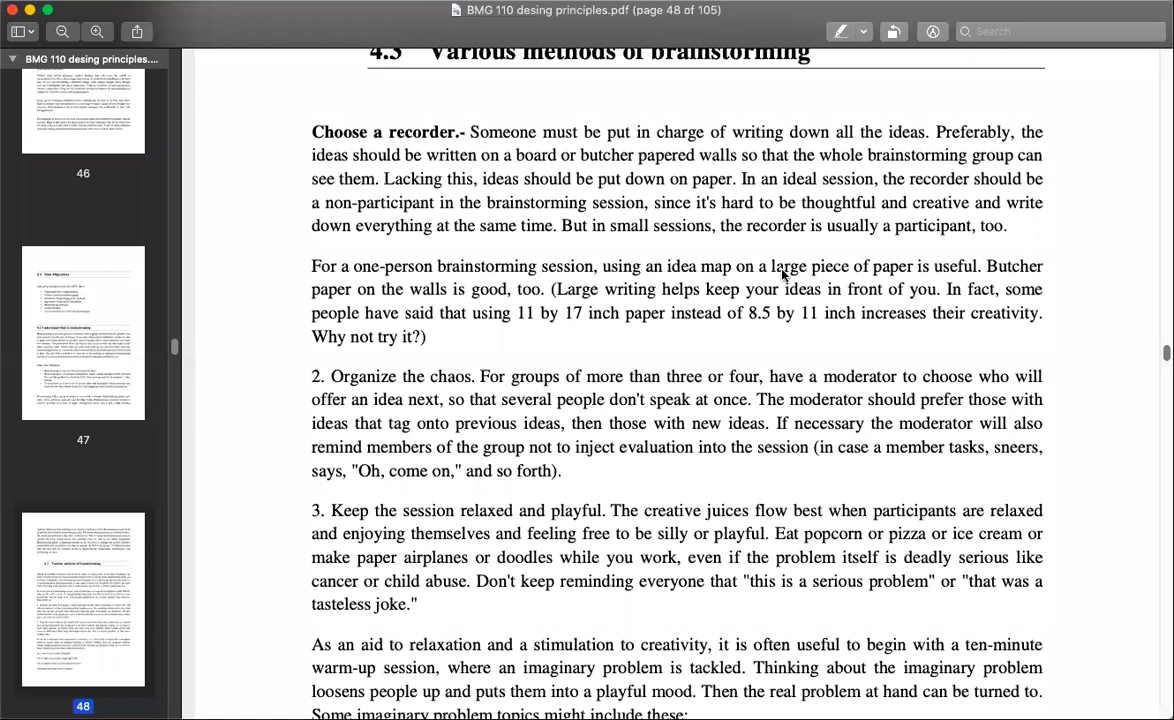 BMG 110 desing principles.pdf (page 48 of 105)
Search
BMG 110 desing principles....
46
47
48
4.3 Various methods of brainstorming
Choose a recorder.- Someone must be put in charge of writing down all the ideas. Preferably, the
ideas should be written on a board or butcher papered walls so that the whole brainstorming group can
see them. Lacking this, ideas should be put down on paper. In an ideal session, the recorder should be
a non-participant in the brainstorming session, since it's hard to be thoughtful and creative and write
down everything at the same time. But in small sessions, the recorder is usually a participant, too.
For a one-person brainstorming session, using an idea map on a large piece of paper is useful. Butcher
paper on the walls is good, too. (Large writing helps keep your ideas in front of you. In fact, some
people have said that using 11 by 17 inch paper instead of 8.5 by 11 inch increases their creativity.
Why not try it?)
2. Organize the chaos. For groups of more than three or four, have a moderator to choose who will
offer an idea next, so that several people don't speak at once. The moderator should prefer those with
ideas that tag onto previous ideas, then those with new ideas. If necessary the moderator will also
remind members of the group not to inject evaluation into the session (in case a member tasks, sneers,
says, "Oh, come on," and so forth).
3. Keep the session relaxed and playful. The creative juices flow best when participants are relaxed
and enjoying themselves and feeling free to be silly or playful. Eat popcorn or pizza or ice cream or
make paper airplanes or doodles while you work, even if the problem itself is deadly serious like
cancer or child abuse. Don't keep reminding everyone that "this is a serious problem" or "that was a
tasteless joke."
As an aid to relaxation and a stimulation to creativity, it is often useful to begin with a ten-minute
warm-up session, where an imaginary problem is tackled. Thinking about the imaginary problem
loosens people up and puts them into a playful mood. Then the real problem at hand can be turned to.
Some imaginary problem topics might include these: